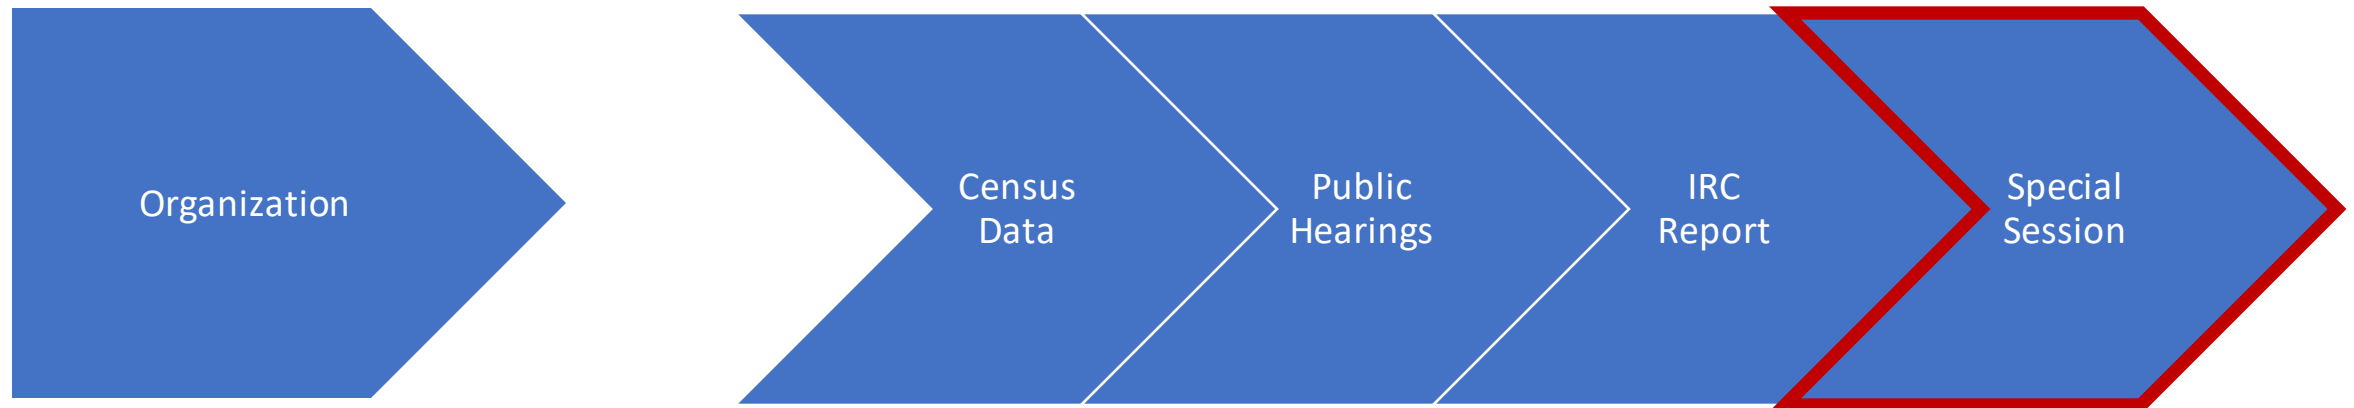 Organization
Census
Data
Public
Hearings
IRC
Report
Special
Session